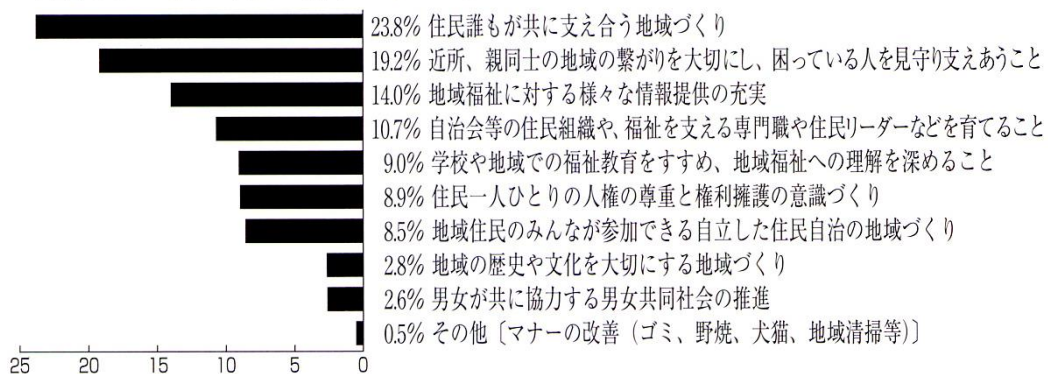 23.8% 住民誰もが共に支え合う地域づくり
19.2% 近所、親同士の地域の繋がりを大切にし、困っている人を見守り支えあうこと
14.0% 地域福祉に対する様々な情報提供の充実
10.7% 自治会等の住民組織や、福祉を支える専門職や住民リーダーなどを育てること
9.0% 学校や地域での福祉教育をすすめ、地域福祉への理解を深めること
8.9% 住民一人ひとりの人権の尊重と権利擁護の意識づくり
8.5% 地域住民のみんなが参加できる自立した住民自治の地域づくり
2.8% 地域の歴史や文化を大切にする地域づくり
2.6% 男女が共に協力する男女共同社会の推進
0.5% その他〔マナーの改善（ゴミ、野焼、犬猫、地域清掃等）〕
25 20 15 10 5 0